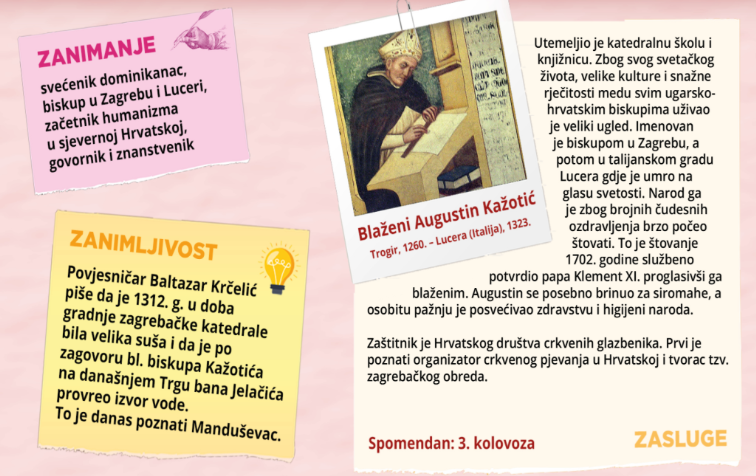 ZANIMANJE
svećenik dominikanac,
biskup u Zagrebu i Luceri,
začetnik humanizma
u sjevernoj Hrvatskoj,
govornik i znanstvenik
ZANIMLJIVOST
Povjesničar Baltazar Krčelić
piše da je 1312. g. u doba
gradnje zagrebačke katedrale
bila velika suša i da je po
zagovoru bl. biskupa Kažotića
na današnjem Trgu bana Jelačića
provreo izvor vode.
To je danas poznati Manduševac.
Blaženi Augustin Kažotić
Trogir, 1260. – Lucera (Italija), 1323.
Utemeljio je katedralnu školu i
knjižnicu. Zbog svog svetačkog
života, velike kulture i snažne
rječitosti medu svim ugarsko-
hrvatskim biskupima uživao
je veliki ugled. Imenovan
je biskupom u Zagrebu, a
potom u talijanskom gradu
Lucera gdje je umro na
glasu svetosti. Narod ga
je zbog brojnih čudesnih
ozdravljenja brzo počeo
štovati. To je štovanje
1702. godine službeno
potvrdio papa Klement XI. proglasivši ga
blaženim. Augustin se posebno brinuo za siromahe, a
osobitu pažnju je posvećivao zdravstvu i higijeni naroda.
Zaštitnik je Hrvatskog društva crkvenih glazbenika. Prvi je
poznati organizator crkvenog pjevanja u Hrvatskoj i tvorac tzv.
zagrebačkog obreda.
Spomendan: 3. kolovoza
ZASLUGE